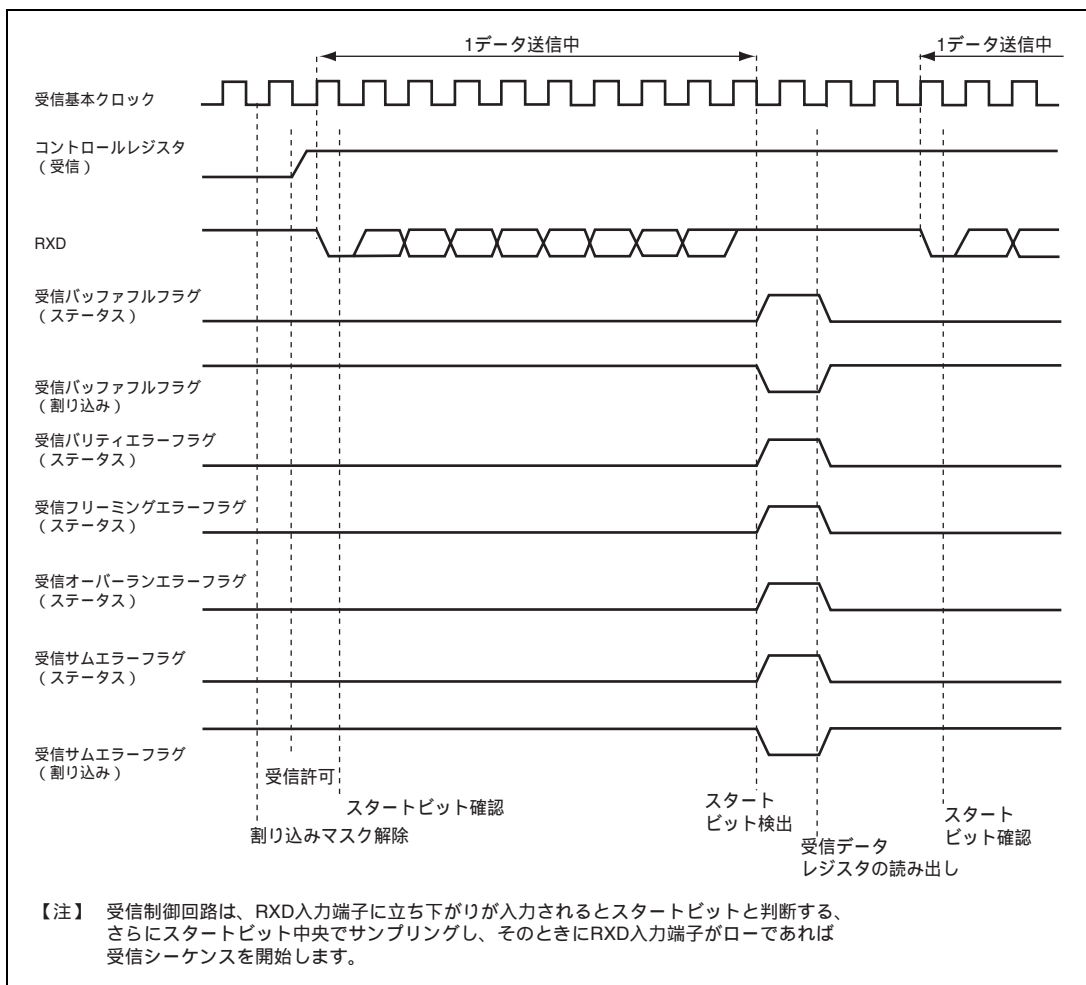 1データ送信中
1データ送信中
受信基本クロック
コントロールレジスタ
（受信）
RXD
受信バッファフルフラグ
（ステータス）
受信バッファフルフラグ
（割り込み）
受信パリティエラーフラグ
（ステータス）
受信フリーミングエラーフラグ
（ステータス）
受信オーバーランエラーフラグ
（ステータス）
受信サムエラーフラグ
（ステータス）
受信サムエラーフラグ
（割り込み）
受信許可
スタートビット確認
割り込みマスク解除
スタート
ビット検出
受信データ
レジスタの読み出し
スタート
ビット確認
【注】 受信制御回路は、RXD入力端子に立ち下がりが入力されるとスタートビットと判断する、
さらにスタートビット中央でサンプリングし、そのときにRXD入力端子がローであれば
受信シーケンスを開始します。